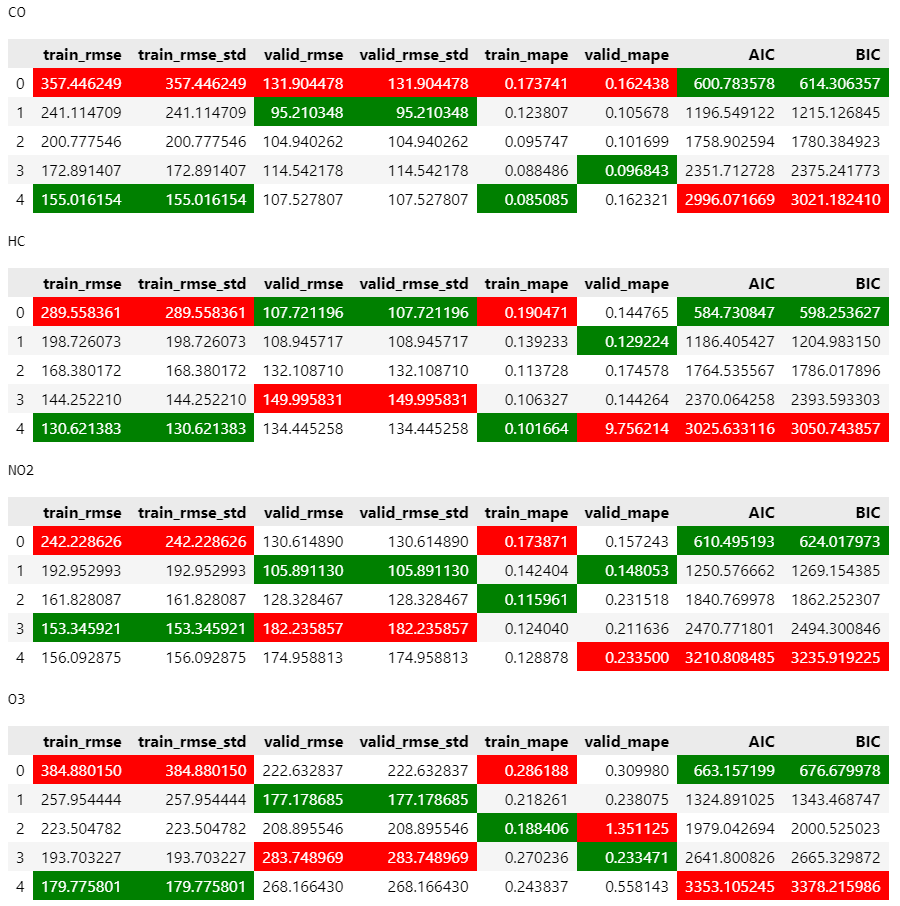 CO
train_rmse train_rmse_std valid_rmse valid_rmse_std train_mape valid_mape AIC BIC
0 357.446249 357.446249 131.904478 131.904478 0.173741 0.162438 600.783578 614.306357
1 241.114709 241.114709 95.210348 95.210348 0.123807 0.105678 1196.549122 1215.126845
2 200.777546 200.777546 104.940262 104.940262 0.095747 0.101699 1758.902594 1780.384923
3 172.891407 172.891407 114.542178 114.542178 0.088486 0.096843 2351.712728 2375.241773
4 155.016154 155.016154 107.527807 107.527807 0.085085 0.162321 2996.071669 3021.182410
HC
train_rmse train_rmse_std valid_rmse valid_rmse_std train_mape valid_mape AIC BIC
0 289.558361 289.558361 107.721196 107.721196 0.190471 0.144765 584.730847 598.253627
1 198.726073 198.726073 108.945717 108.945717 0.139233 0.129224 1186.405427 1204.983150
2 168.380172 168.380172 132.108710 132.108710 0.113728 0.174578 1764.535567 1786.017896
3 144.252210 144.252210 149.995831 149.995831 0.106327 0.144264 2370.064258 2393.593303
4 130.621383 130.621383 134.445258 134.445258 0.101664 9.756214 3025.633116 3050.743857
NO2
train_rmse train_rmse_std valid_rmse valid_rmse_std train_mape valid_mape AIC BIC
0 242.228626 242.228626 130.614890 130.614890 0.173871 0.157243 610.495193 624.017973
1 192.952993 192.952993 105.891130 105.891130 0.142404 0.148053 1250.576662 1269.154385
2 161.828087 161.828087 128.328467 128.328467 0.115961 0.231518 1840.769978 1862.252307
3 153.345921 153.345921 182.235857 182.235857 0.124040 0.211636 2470.771801 2494.300846
4 156.092875 156.092875 174.958813 174.958813 0.128878 0.233500 3210.808485 3235.919225
O3
train_rmse train_rmse_std valid_rmse valid_rmse_std train_mape valid_mape AIC BIC
0 384.880150 384.880150 222.632837 222.632837 0.286188 0.309980 663.157199 676.679978
1 257.954444 257.954444 177.178685 177.178685 0.218261 0.238075 1324.891025 1343.468747
2 223.504782 223.504782 208.895546 208.895546 0.188406 1.351125 1979.042694 2000.525023
3 193.703227 193.703227 283.748969 283.748969 0.270236 0.233471 2641.800826 2665.329872
4 179.775801 179.775801 268.166430 268.166430 0.243837 0.558143 3353.105245 3378.215986